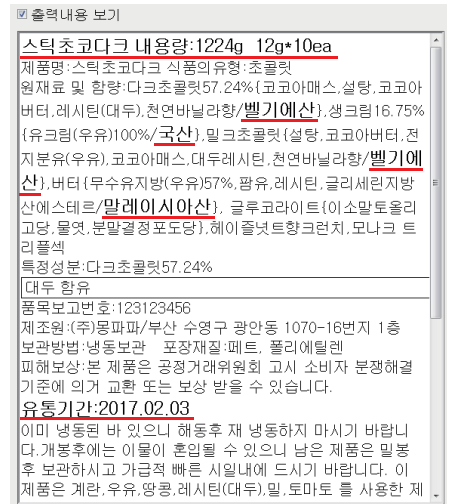 출력내용 보기
스틱초코다크 내용량:1224g 12g*10ea
제품명:스틱초코다크 식품의유형:초콜릿
원재료 및 함량:다크초콜릿57.24%{코코아매스,설탕,코코아
버터,레시틴(대두),천연바닐라향/벨기에산},생크림16.75%
{유크림(우유)100%/국산},밀크초콜릿{설탕,코코아버터,전
지분유(우유),코코아매스,대두레시틴,천연바닐라향/벨기에
산},버터{무수유지방(우유)57%,팜유,레시틴,글리세린지방
산에스테르/말레이시아산}, 글루코라이트{이소말토올리
고당,물엿,분말결정포도당},헤이즐넛트향크런치,모나크 트
리플섹
특정성분:다크초콜릿57.24%
대두 함유
품목보고번호:123123456
제조원:(주)몽파파/부산 수영구 광안동 1070-16번지 1층
보관방법:냉동보관 포장재질:페트, 폴리에틸렌
피해보상:본 제품은 공정거래위원회 고시 소비자 분쟁해결
기준에 의거 교환 또는 보상 받을 수 있습니다.
유통기간:2017.02.03
이미 냉동된 바 있으니 해동후 재 냉동하지 마시기 바랍니
다.개봉후에는 이물이 혼입될 수 있으니 남은 제품은 밀봉
후 보관하시고 가급적 빠른 시일내에 드시기 바랍니다. 이
제품은 계란,우유,땅콩,레시틴(대두),밀,토마토 를 사용한 제